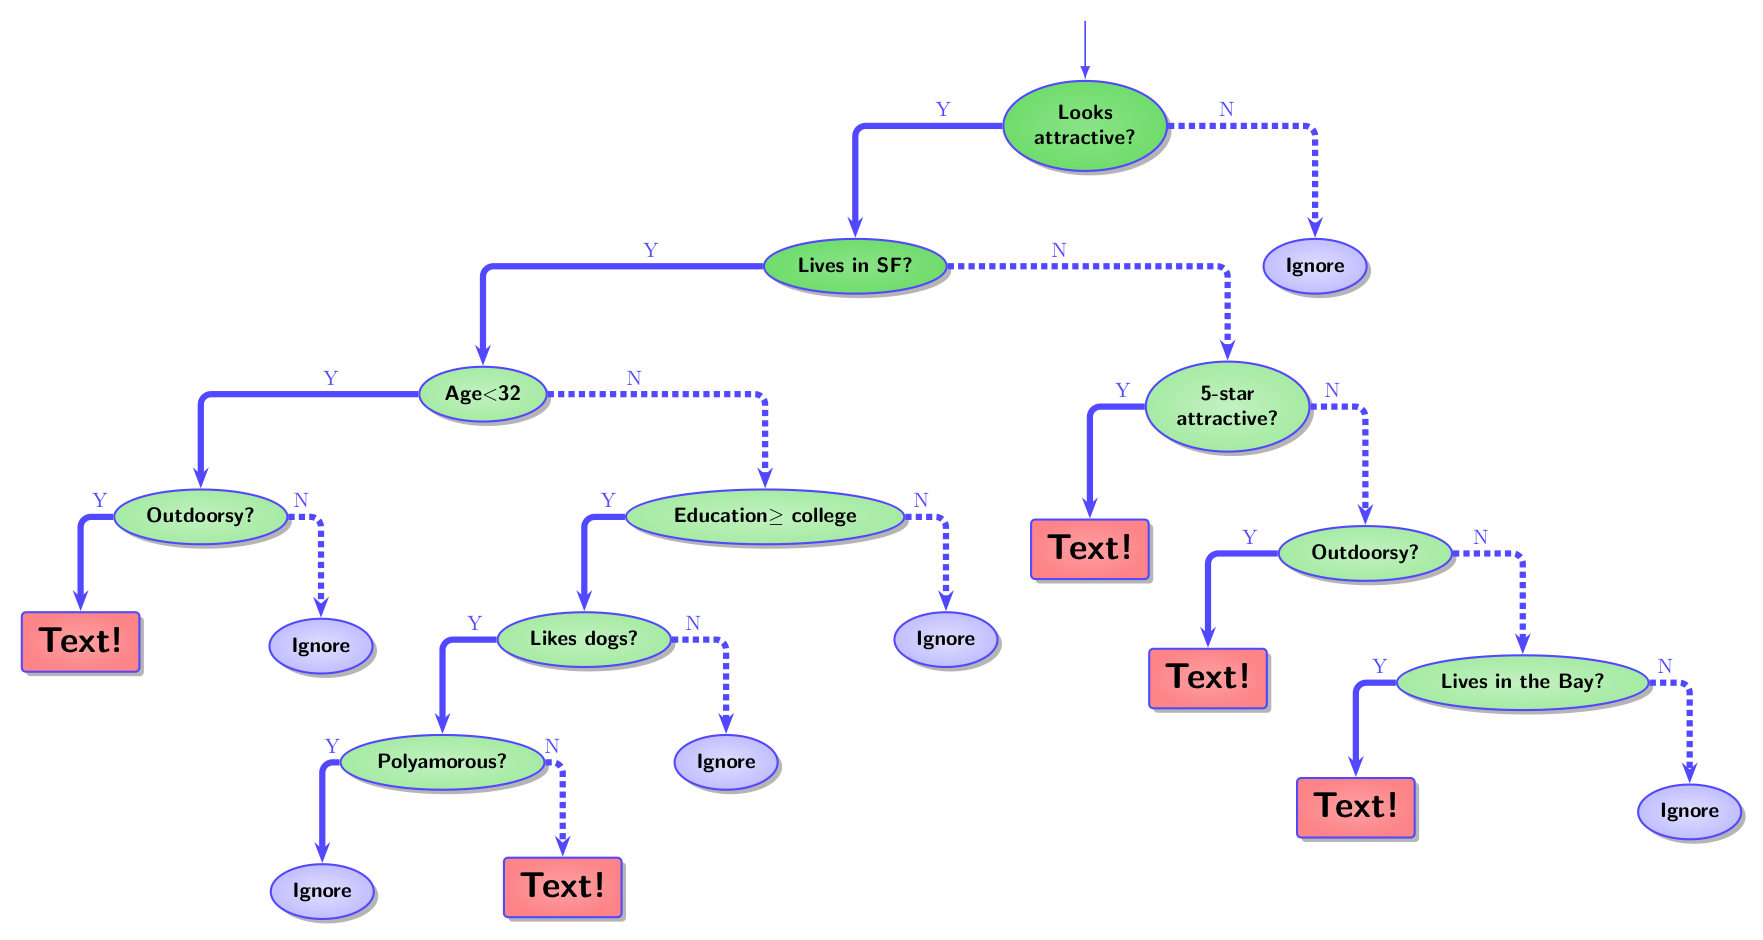 Looks
attractive?
Y
N
Lives in SF?
Ignore
Y
N
Age<32
5-star
attractive?
Y
N
Y
N
Outdoorsy?
Education≥ college
Text!
Outdoorsy?
Y
N
Y
N
Y
N
Text!
Ignore
Likes dogs?
Ignore
Text!
Lives in the Bay?
Y
N
Y
N
Polyamorous?
Ignore
Text!
Ignore
Y
N
Ignore
Text!